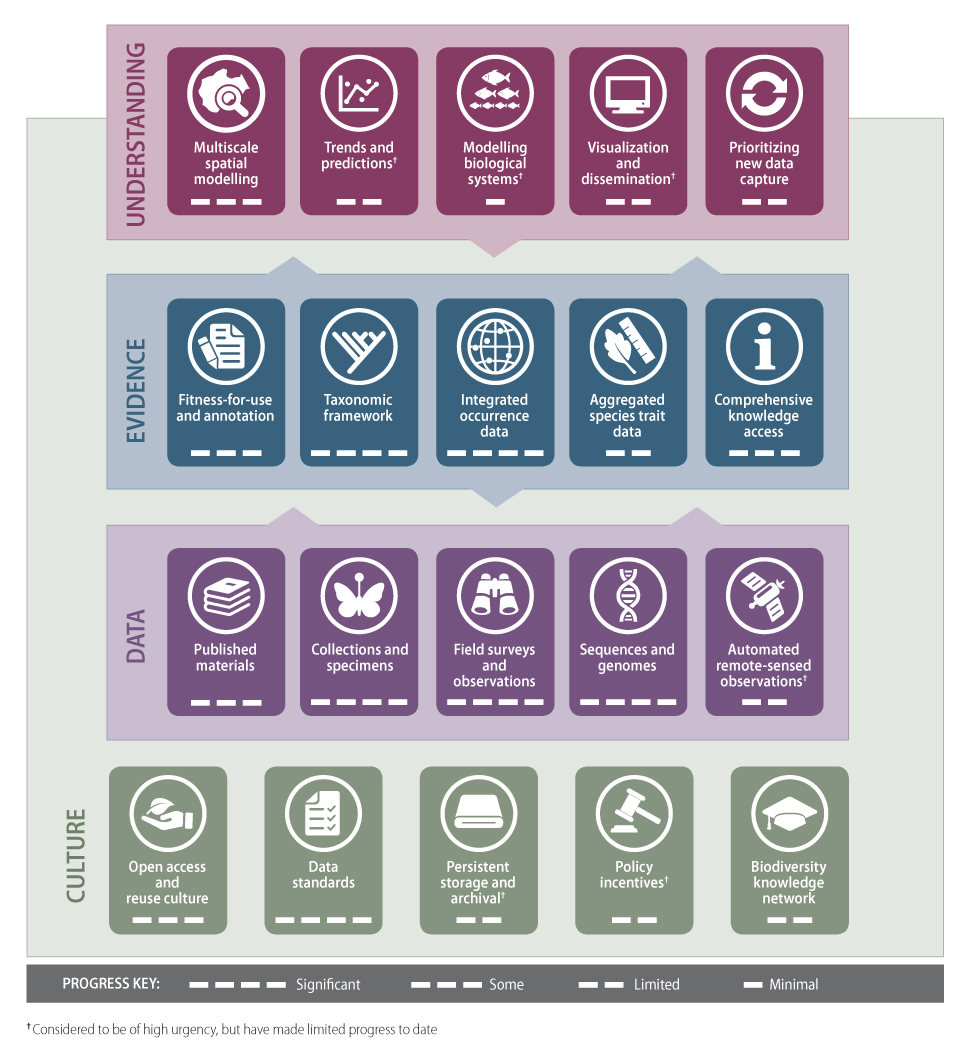 UNDERSTANDING
Multiscale
spatial
modelling
Trends and
predictions†
Modelling
biological
systems†
Visualization
and
dissemination†
Prioritizing
new data
capture
EVIDENCE
Fitness-for-use
and annotation
Taxonomic
framework
Integrated
occurrence
data
Aggregated
species trait
data
Comprehensive
knowledge
access
DATA
Published
materials
Collections and
specimens
Field surveys
and
observations
Sequences and
genomes
Automated
remote-sensed
observations†
CULTURE
Open access
and
reuse culture
Data
standards
Persistent
storage and
archival†
Policy
incentives†
Biodiversity
knowledge
network
PROGRESS KEY: Significant Some Limited Minimal
†Considered to be of high urgency, but have made limited progress to date